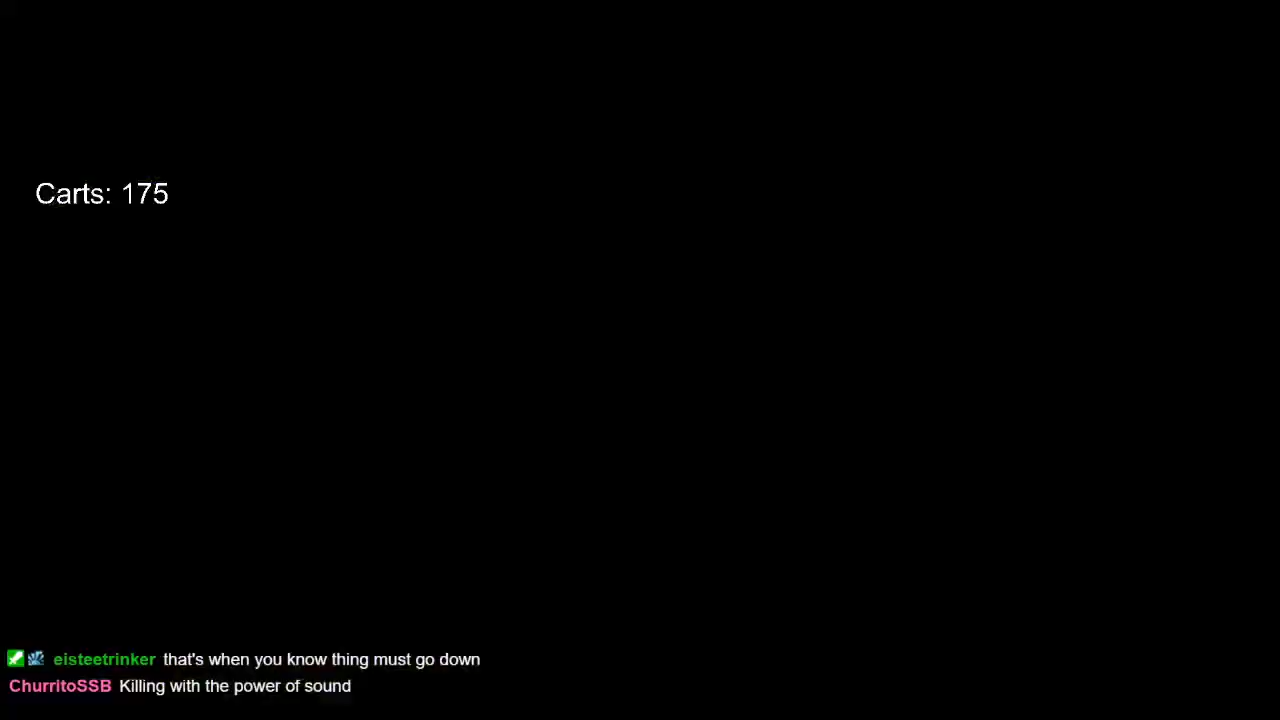 Carts: 175
eisteetrinker that's when you know thing must go down
ChurritoSSB Killing with the power of sound